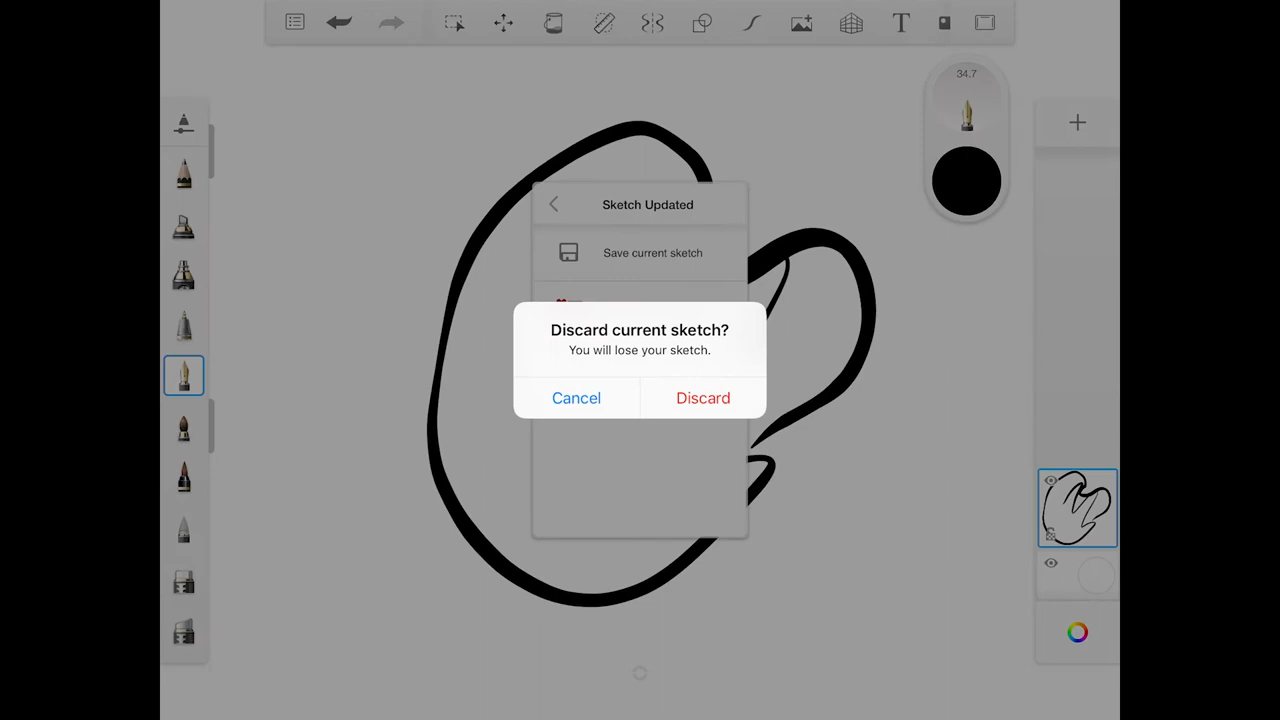 34.7
Sketch Updated
Save current sketch
Discard current sketch?
You will lose your sketch.
Cancel
Discard